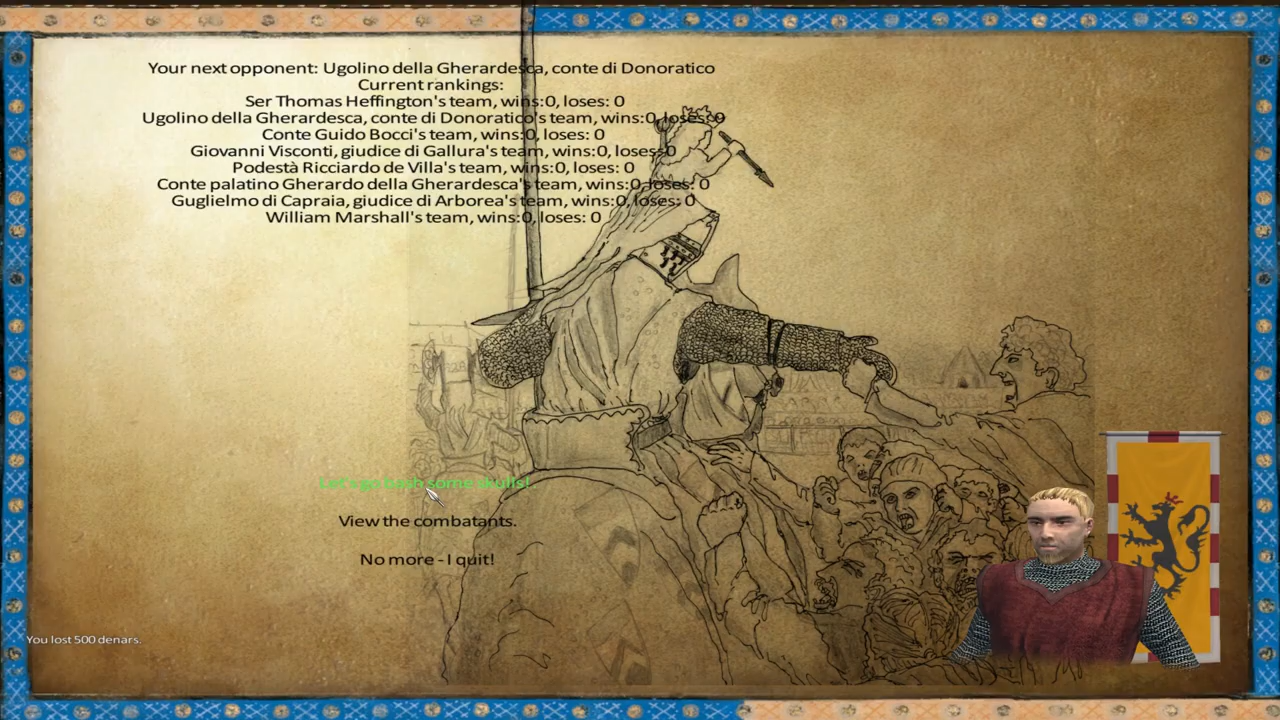 Your next opponent: Ugolino della Gherardesca, conte di Donoratico
Current rankings:
Ser Thomas Heffington's team, wins:0, loses: 0
Ugolino della Gherardesca, conte di Donoratico's team, wins:0, loses: 0
Conte Guido Bocci's team, wins:0, loses: 0
Giovanni Visconti, giudice di Gallura's team, wins:0, loses: 0
Podestà Ricciardo de Villa's team, wins:0, loses: 0
Conte palatino Gherardo della Gherardesca's team, wins:0, loses: 0
Guglielmo di Capraia, giudice di Arborea's team, wins:0, loses: 0
William Marshall's team, wins:0, loses: 0
Let's go bash some skulls!
View the combatants.
No more - I quit!
You lost 500 denars.